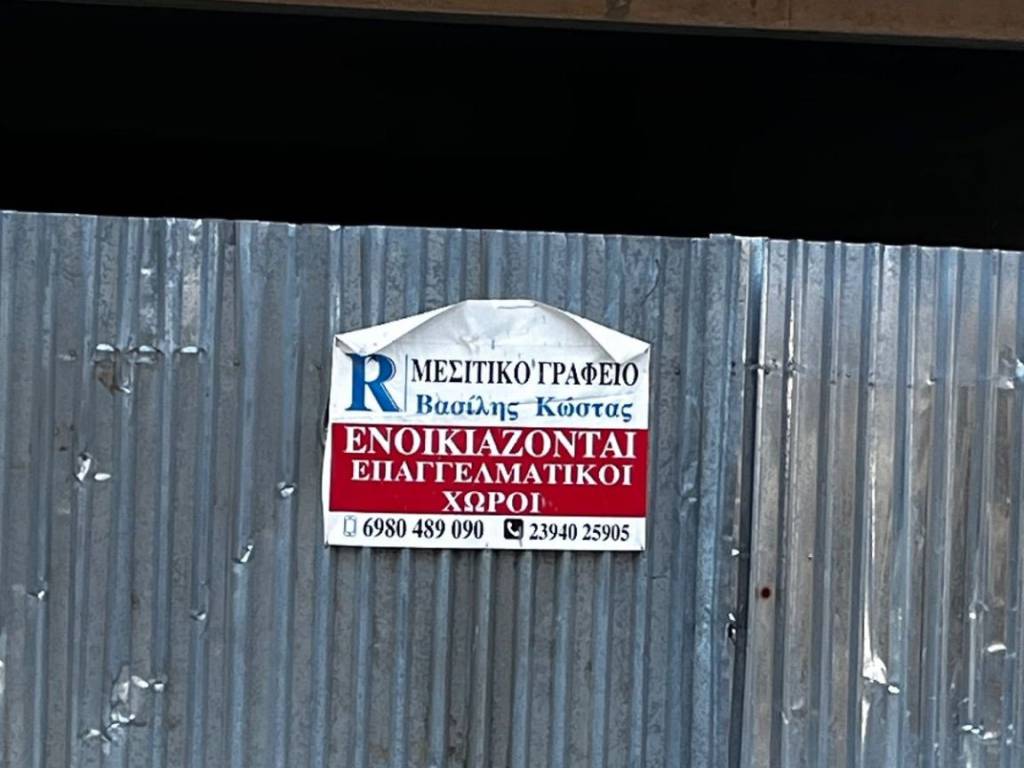 R ΜΕΣΙΤΙΚΟ ΓΡΑΦΕΙΟ
Βασίλης Κώστας
ΕΝΟΙΚΙΑΖΟΝΤΑΙ
ΕΠΑΓΓΕΛΜΑΤΙΚΟΙ
ΧΩΡΟΙ
6980 489 090 23940 25905